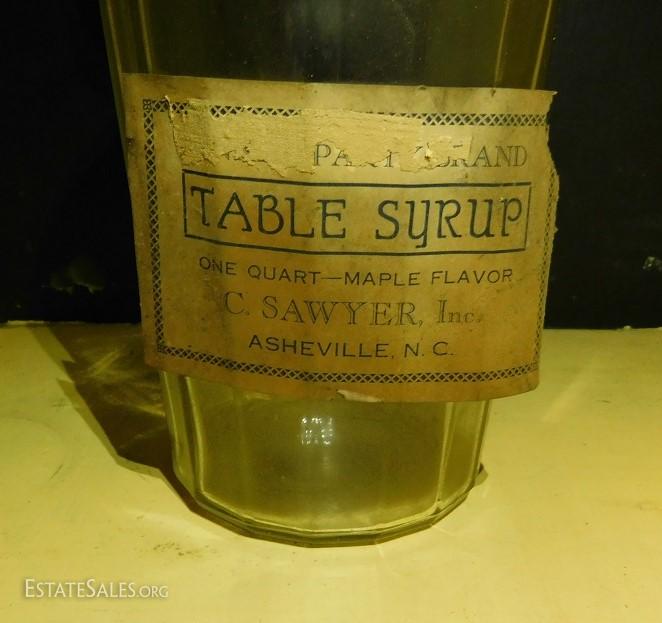 BRAND
TABLE SYRUP
ONE QUART—MAPLE FLAVOR
C. SAWYER, Inc.
ASHEVILLE, N. C.
ESTATESALES.ORG